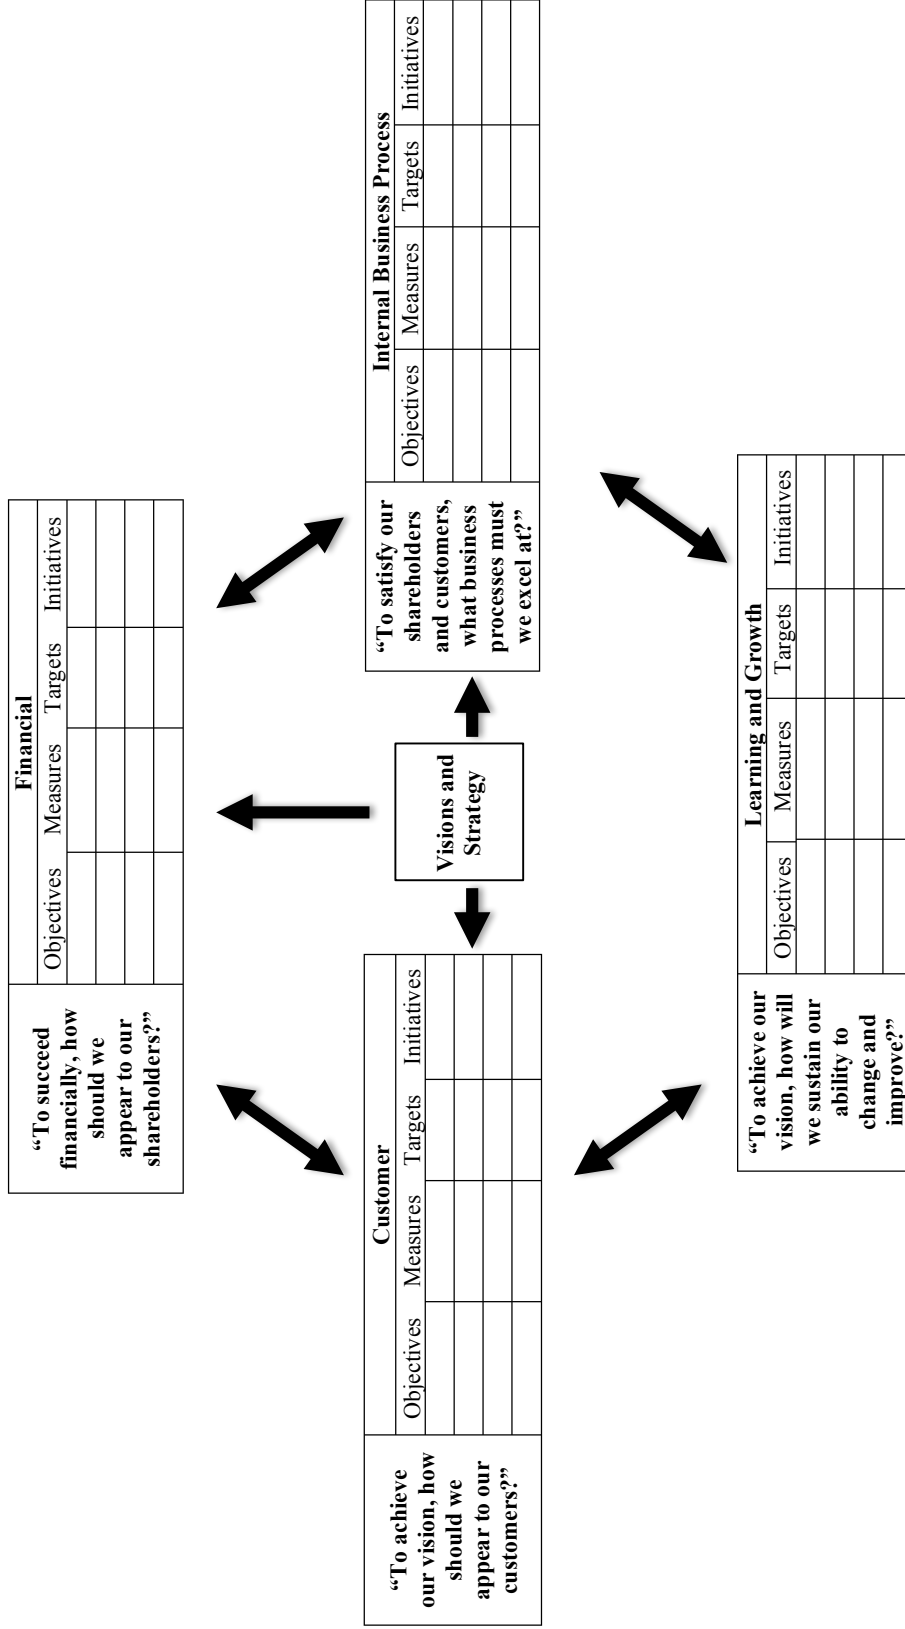 Financial
“To succeed
financially, how
should we
appear to our
shareholders?”
Objectives Measures Targets Initiatives
Customer
“To achieve
our vision, how
should we
appear to our
customers?”
Objectives Measures Targets Initiatives
Visions and
Strategy
Internal Business Process
“To satisfy our
shareholders
and customers,
what business
processes must
we excel at?”
Objectives Measures Targets Initiatives
Learning and Growth
“To achieve our
vision, how will
we sustain our
ability to
change and
improve?”
Objectives Measures Targets Initiatives